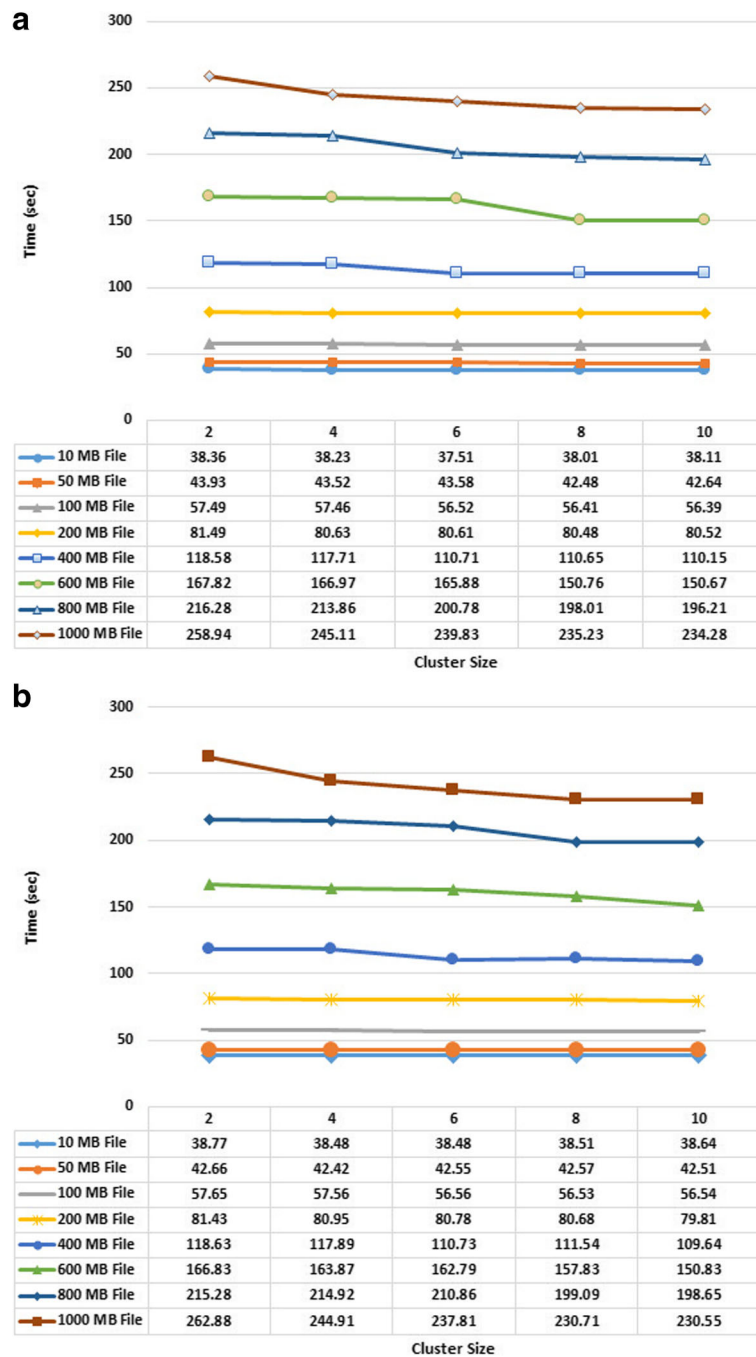 a
300
250
200
150
100
50
0
Time (sec)
2 4 6 8 10
10 MB File 38.36 38.23 37.51 38.01 38.11
50 MB File 43.93 43.52 43.58 42.48 42.64
100 MB File 57.49 57.46 56.52 56.41 56.39
200 MB File 81.49 80.63 80.61 80.48 80.52
400 MB File 118.58 117.71 110.71 110.65 110.15
600 MB File 167.82 166.97 165.88 150.76 150.67
800 MB File 216.28 213.86 200.78 198.01 196.21
1000 MB File 258.94 245.11 239.83 235.23 234.28
Cluster Size
b
300
250
200
150
100
50
0
Time (sec)
2 4 6 8 10
10 MB File 38.77 38.48 38.48 38.51 38.64
50 MB File 42.66 42.42 42.55 42.57 42.51
100 MB File 57.65 57.56 56.56 56.53 56.54
200 MB File 81.43 80.95 80.78 80.68 79.81
400 MB File 118.63 117.89 110.73 111.54 109.64
600 MB File 166.83 163.87 162.79 157.83 150.83
800 MB File 215.28 214.92 210.86 199.09 198.65
1000 MB File 262.88 244.91 237.81 230.71 230.55
Cluster Size